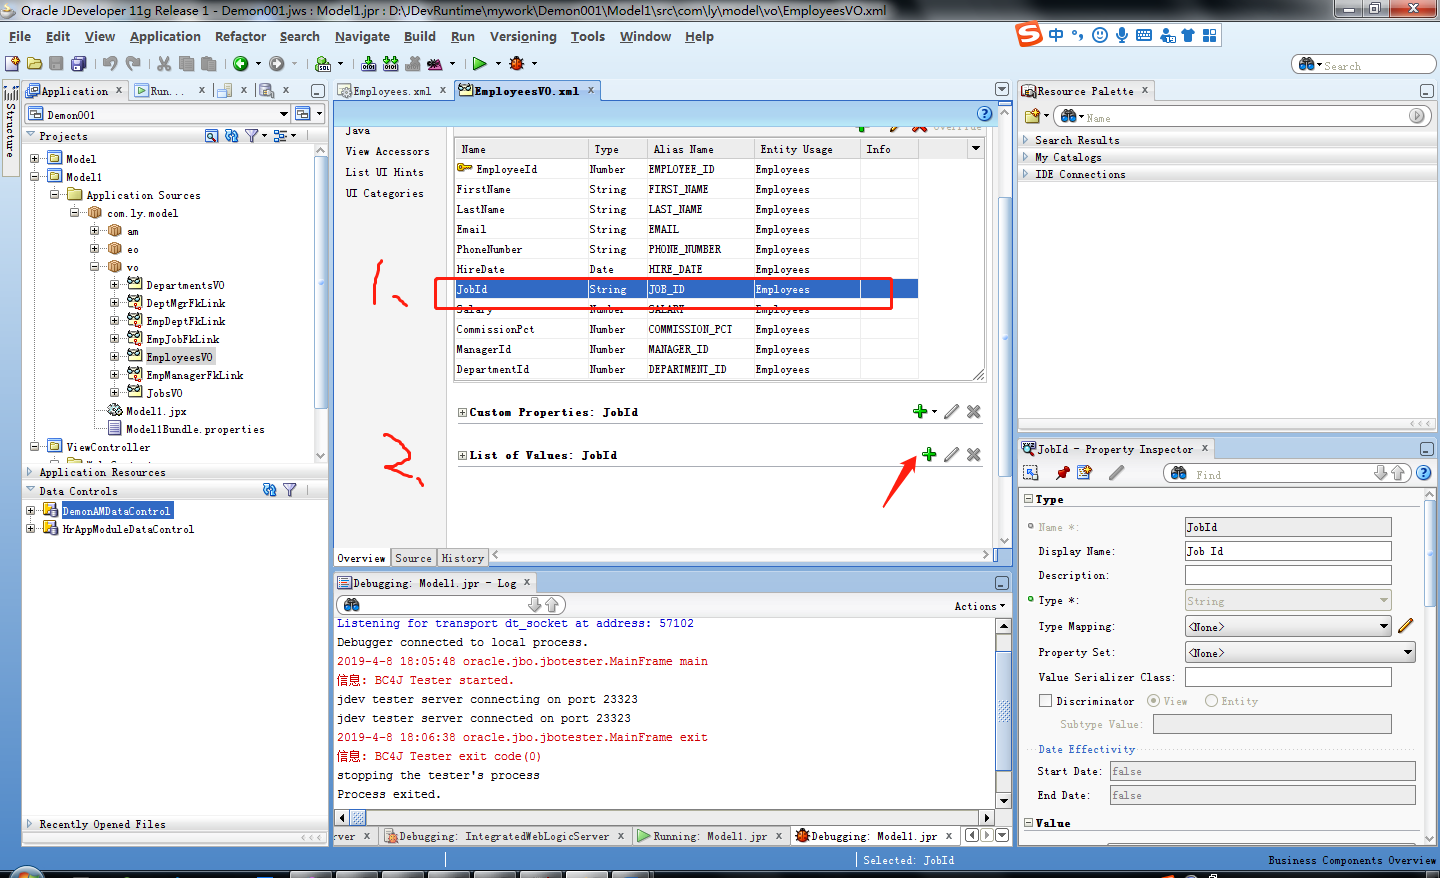 Oracle JDeveloper 11g Release 1 - Demon001.jws : Model1.jpr : D:\JDevRuntime\mywork\Demon001\Model1\src\com\ly\model\vo\EmployeesVO.xml
File Edit View Application Refactor Search Navigate Build Run Versioning Tools Window Help
S 中
Search
Application
Run...
Employees.xml
EmployeesVO.xml
Resource Palette
Structure
Demon001
Name
Projects
Search Results
My Catalogs
IDE Connections
Model
Model1
Application Sources
com.ly.model
am
eo
vo
DepartmentsVO
DeptMgrFkLink
EmpDeptFkLink
EmpJobFkLink
EmployeesVO
EmpManagerFkLink
JobsVO
Model1.jpx
Model1Bundle.properties
ViewController
Application Resources
Data Controls
DemonAMDataControl
HrAppModuleDataControl
Recently Opened Files
Java
View Accessors
List UI Hints
UI Categories
Override
Name Type Alias Name Entity Usage Info
EmployeeId Number EMPLOYEE_ID Employees
FirstName String FIRST_NAME Employees
LastName String LAST_NAME Employees
Email String EMAIL Employees
PhoneNumber String PHONE_NUMBER Employees
HireDate Date HIRE_DATE Employees
1、
JobId String JOB_ID Employees
Salary Number SALARY Employees
CommissionPct Number COMMISSION_PCT Employees
ManagerId Number MANAGER_ID Employees
DepartmentId Number DEPARTMENT_ID Employees
Custom Properties: JobId
2、
List of Values: JobId
Overview Source History
Debugging: Model1.jpr - Log
Actions
Listening for transport dt_socket at address: 57102
Debugger connected to local process.
2019-4-8 18:05:48 oracle.jbo.jbotester.MainFrame main
信息: BC4J Tester started.
jdev tester server connecting on port 23323
jdev tester server connected on port 23323
2019-4-8 18:06:38 oracle.jbo.jbotester.MainFrame exit
信息: BC4J Tester exit code(0)
stopping the tester's process
Process exited.
rver
Debugging: IntegratedWebLogicServer
Running: Model1.jpr
Debugging: Model1.jpr
JobId - Property Inspector
Find
Type
Name *: JobId
Display Name: Job Id
Description:
Type *: String
Type Mapping: <None>
Property Set: <None>
Value Serializer Class:
Discriminator View Entity
Subtype Value:
Date Effectivity
Start Date: false
End Date: false
Value
Selected: JobId
Business Components Overview